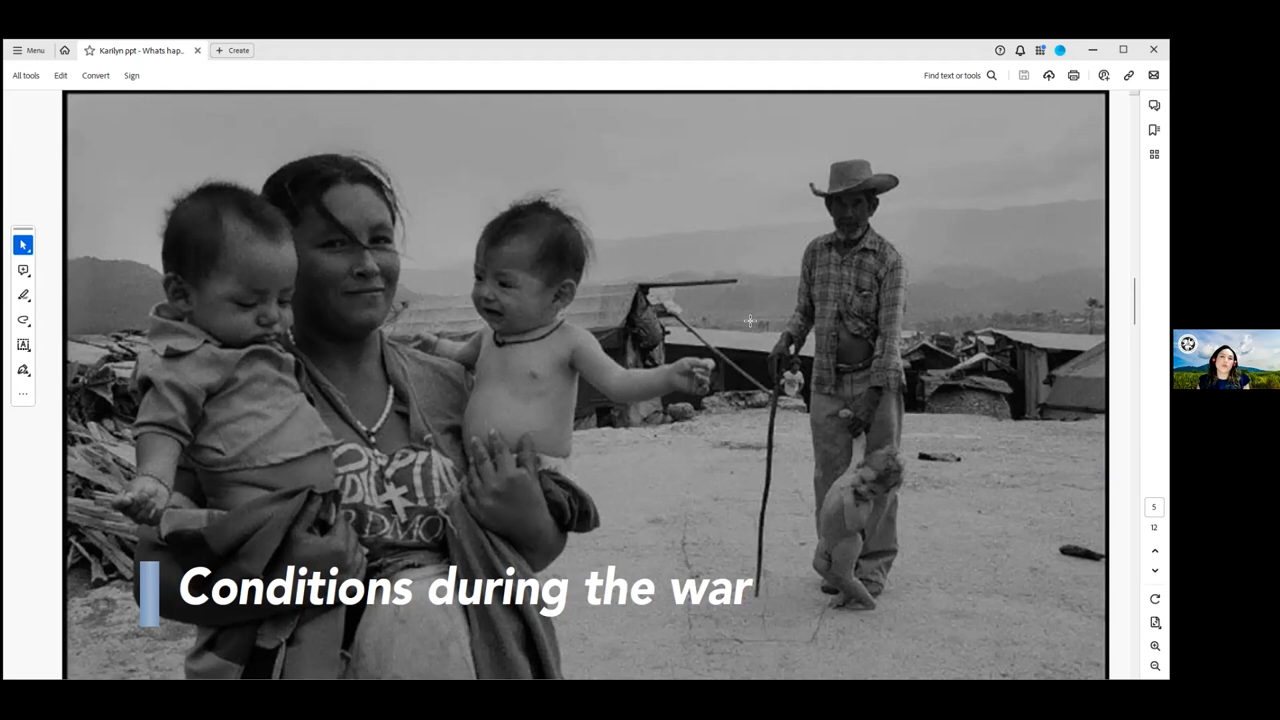 Menu
Karilyn ppt - Whats hap...
Create
All tools
Edit
Convert
Sign
Find text or tools
Conditions during the war
5
12